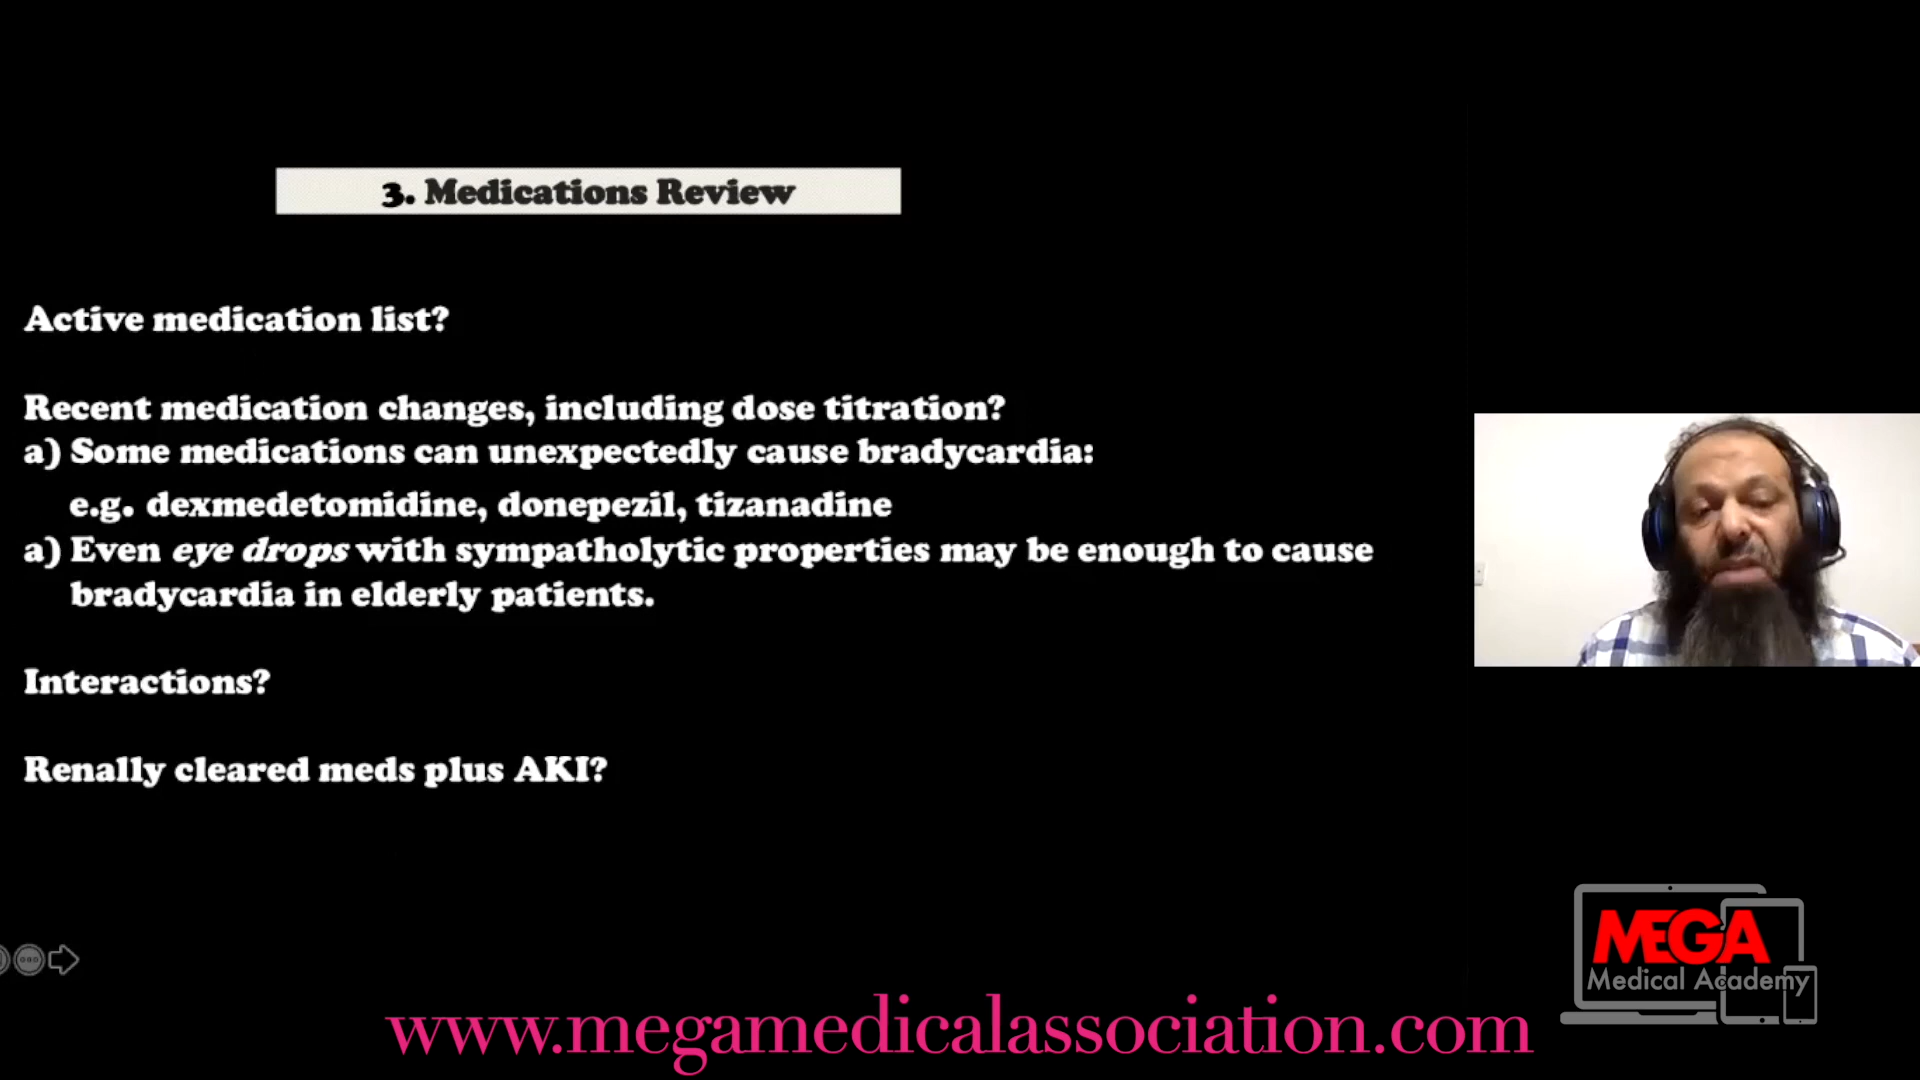 3. Medications Review
Active medication list?
Recent medication changes, including dose titration?
a) Some medications can unexpectedly cause bradycardia:
e.g. dexmedetomidine, donepezil, tizanadine
a) Even eye drops with sympatholytic properties may be enough to cause
bradycardia in elderly patients.
Interactions?
Renally cleared meds plus AKI?
MEGA
Medical Academy
www.megamedicalassociation.com